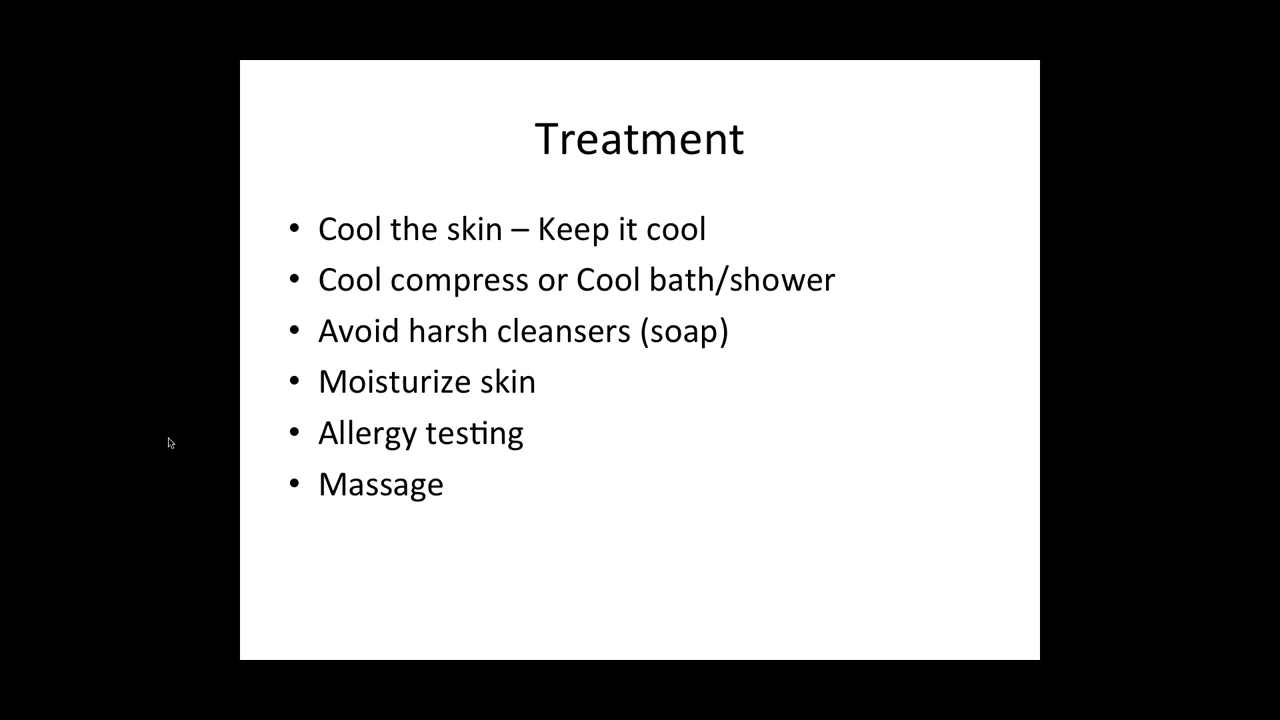 Treatment
• Cool the skin – Keep it cool
• Cool compress or Cool bath/shower
• Avoid harsh cleansers (soap)
• Moisturize skin
• Allergy testing
• Massage